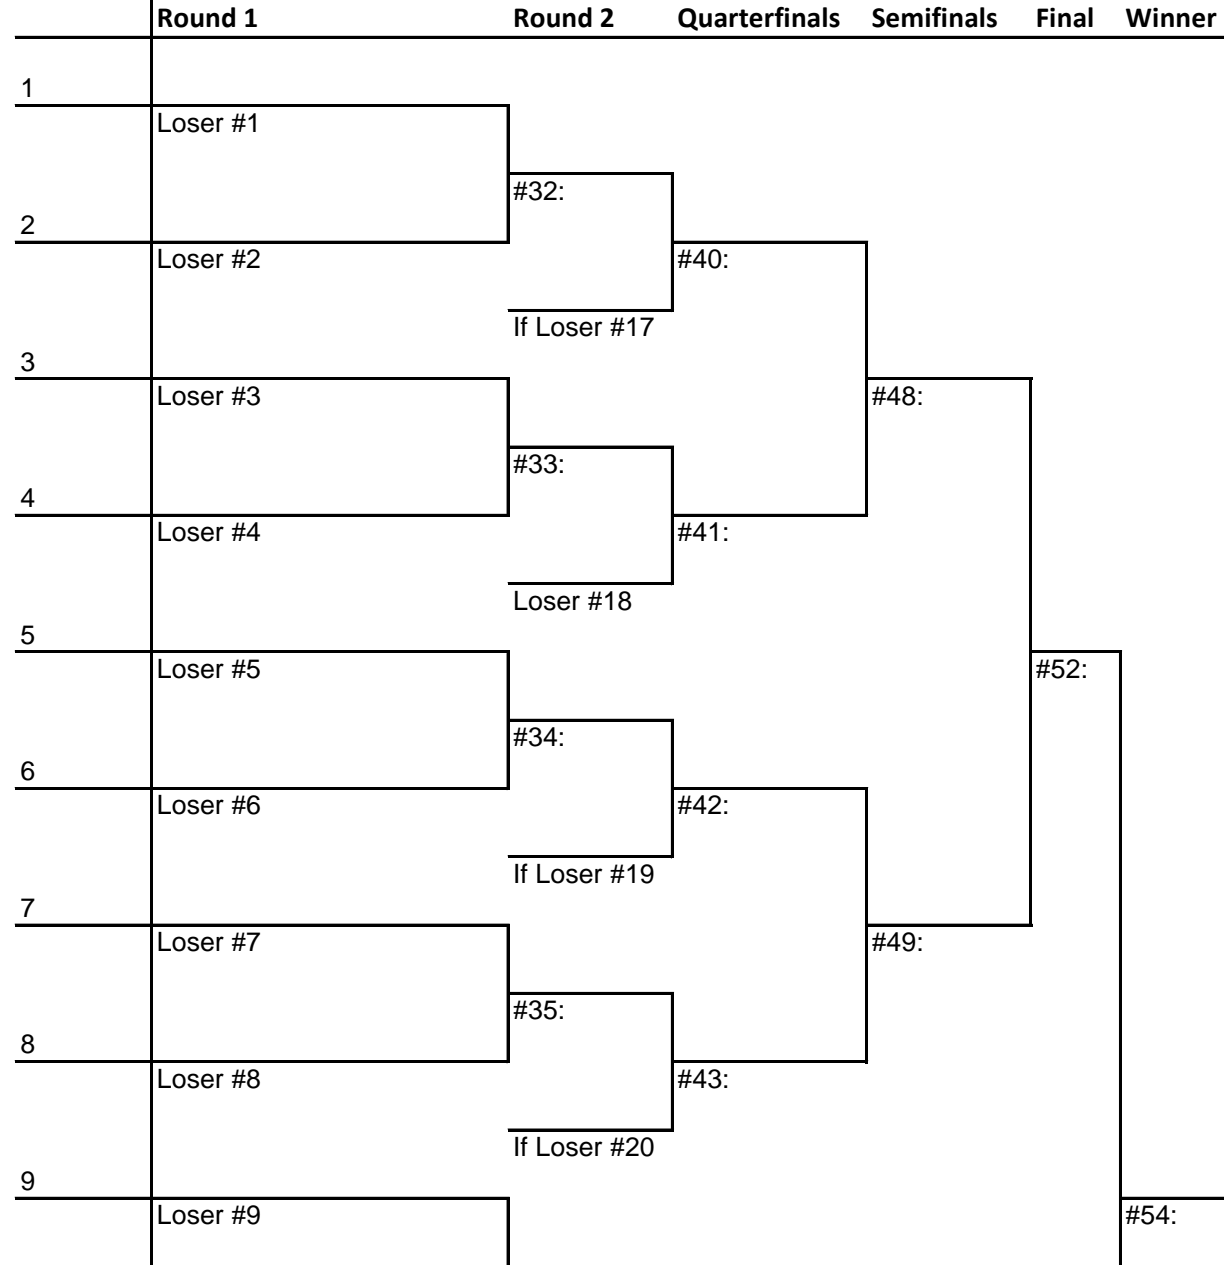 Round 1 Round 2 Quarterfinals Semifinals Final Winner
1
Loser #1
#32:
2
Loser #2 #40:
If Loser #17
3
Loser #3 #48:
#33:
4
Loser #4 #41:
Loser #18
5
Loser #5 #52:
#34:
6
Loser #6 #42:
If Loser #19
7
Loser #7 #49:
#35:
8
Loser #8 #43:
If Loser #20
9
Loser #9 #54: